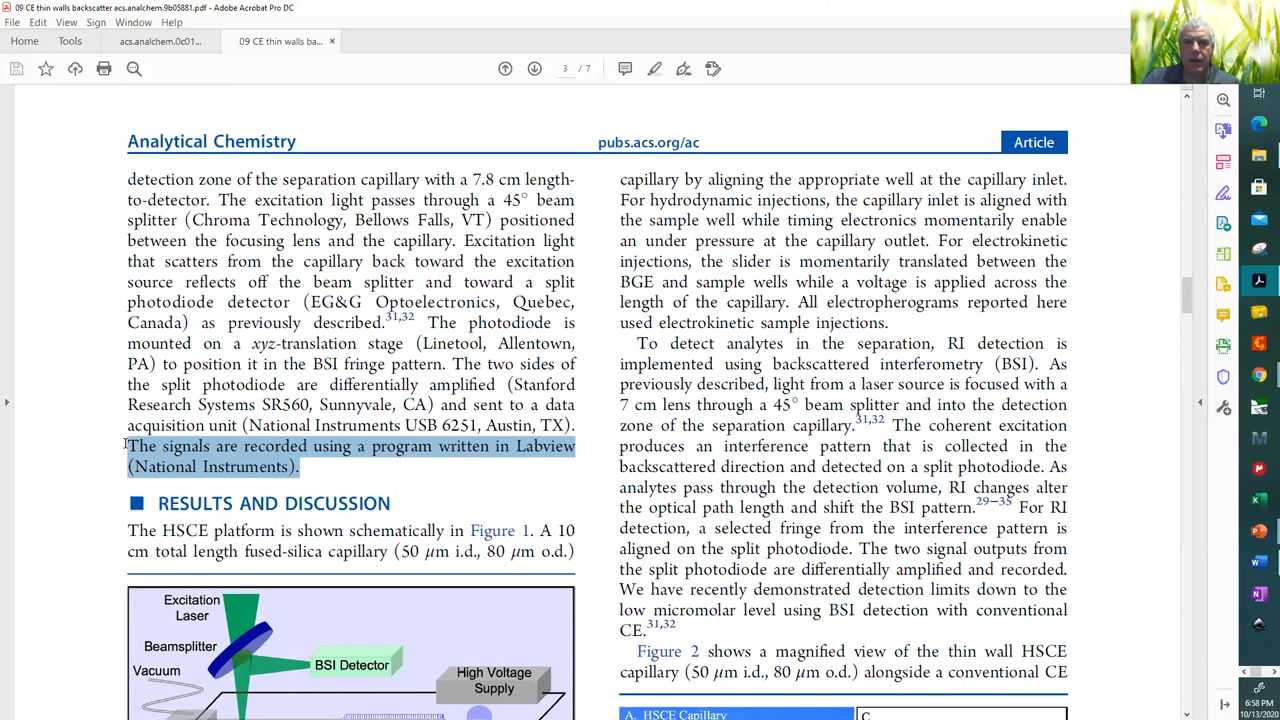 09 CE thin walls backscatter acs.analchem.9b05881.pdf - Adobe Acrobat Pro DC
File Edit View Sign Window Help
Home Tools acs.analchem.0c01... 09 CE thin walls ba... ×
3 / 7
Analytical Chemistry pubs.acs.org/ac Article
detection zone of the separation capillary with a 7.8 cm length-
to-detector. The excitation light passes through a 45° beam
splitter (Chroma Technology, Bellows Falls, VT) positioned
between the focusing lens and the capillary. Excitation light
that scatters from the capillary back toward the excitation
source reflects off the beam splitter and toward a split
photodiode detector (EG&G Optoelectronics, Quebec,
Canada) as previously described.31,32 The photodiode is
mounted on a xyz-translation stage (Linetool, Allentown,
PA) to position it in the BSI fringe pattern. The two sides of
the split photodiode are differentially amplified (Stanford
Research Systems SR560, Sunnyvale, CA) and sent to a data
acquisition unit (National Instruments USB 6251, Austin, TX).
The signals are recorded using a program written in Labview
(National Instruments).
■ RESULTS AND DISCUSSION
The HSCE platform is shown schematically in Figure 1. A 10
cm total length fused-silica capillary (50 μm i.d., 80 μm o.d.)
Excitation
Laser
Beamsplitter
BSI Detector
Vacuum
High Voltage
Supply
capillary by aligning the appropriate well at the capillary inlet.
For hydrodynamic injections, the capillary inlet is aligned with
the sample well while timing electronics momentarily enable
an under pressure at the capillary outlet. For electrokinetic
injections, the slider is momentarily translated between the
BGE and sample wells while a voltage is applied across the
length of the capillary. All electropherograms reported here
used electrokinetic sample injections.
To detect analytes in the separation, RI detection is
implemented using backscattered interferometry (BSI). As
previously described, light from a laser source is focused with a
7 cm lens through a 45° beam splitter and into the detection
zone of the separation capillary.31,32 The coherent excitation
produces an interference pattern that is collected in the
backscattered direction and detected on a split photodiode. As
analytes pass through the detection volume, RI changes alter
the optical path length and shift the BSI pattern.29−35 For RI
detection, a selected fringe from the interference pattern is
aligned on the split photodiode. The two signal outputs from
the split photodiode are differentially amplified and recorded.
We have recently demonstrated detection limits down to the
low micromolar level using BSI detection with conventional
CE.31,32
Figure 2 shows a magnified view of the thin wall HSCE
capillary (50 μm i.d., 80 μm o.d.) alongside a conventional CE
A. HSCE Capillary C
6:58 PM
10/13/2020